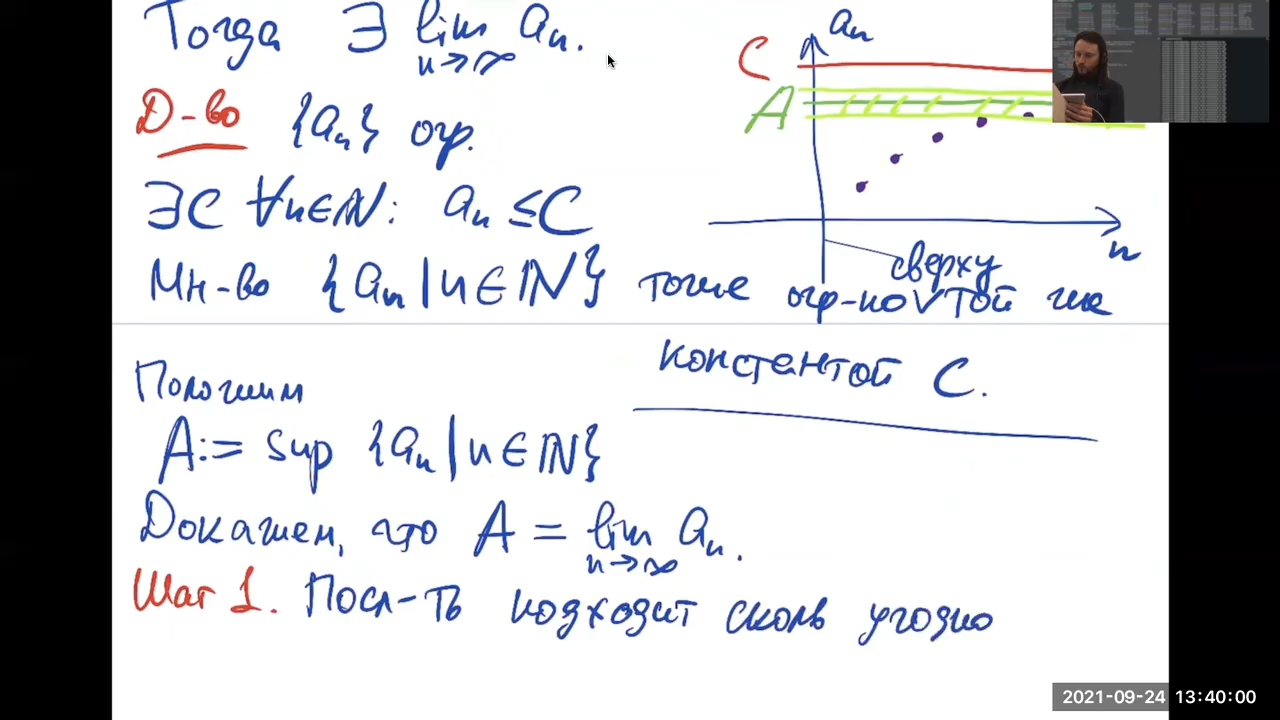 Тогда ∃ lim aₙ.
n→∞
Д-во {aₙ} огр.
∃C ∀n∈ℕ: aₙ ≤ C
Мн-во {aₙ | n∈ℕ} тоже огр-но ∨ той же
сверху
константой C.
Положим
A := sup {aₙ | n∈ℕ}
Докажем, что A = lim aₙ.
n→∞
Шаг 1. Посл-ть подходит сколь угодно
aₙ
C
A
n
2021-09-24 13:40:00